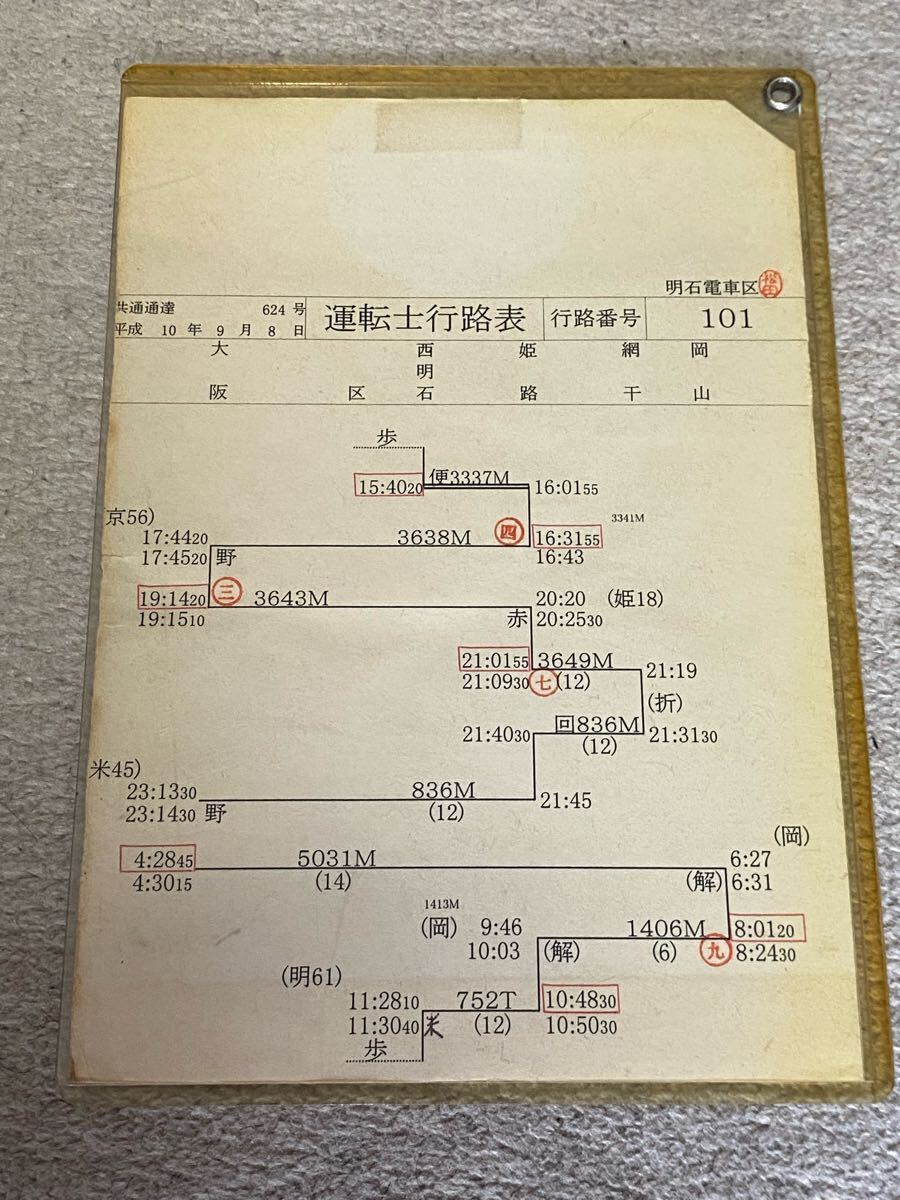 明石電車区
共通通達 624 号
平成 10 年 9 月 8 日
運転士行路表
行路番号
101
大阪 区 西明石 姫路 網干 岡山
歩
15:4020 便3337M 16:0155
京56) 3341M
17:4420 3638M 四 16:3155
17:4520 野 16:43
19:1420 三 3643M 20:20 (姫18)
19:1510 赤 20:2530
21:0155 3649M 21:19
21:0930 七 (12)
(折)
21:4030 回836M 21:3130
(12)
米45)
23:1330 836M 21:45
23:1430 野 (12)
(岡)
4:2845 5031M 6:27
4:3015 (14) (解) 6:31
1413M
(岡) 9:46 1406M 8:0120
10:03 (解) (6) 九 8:2430
(明61)
11:2810 752T 10:4830
11:3040 米 (12) 10:5030
歩